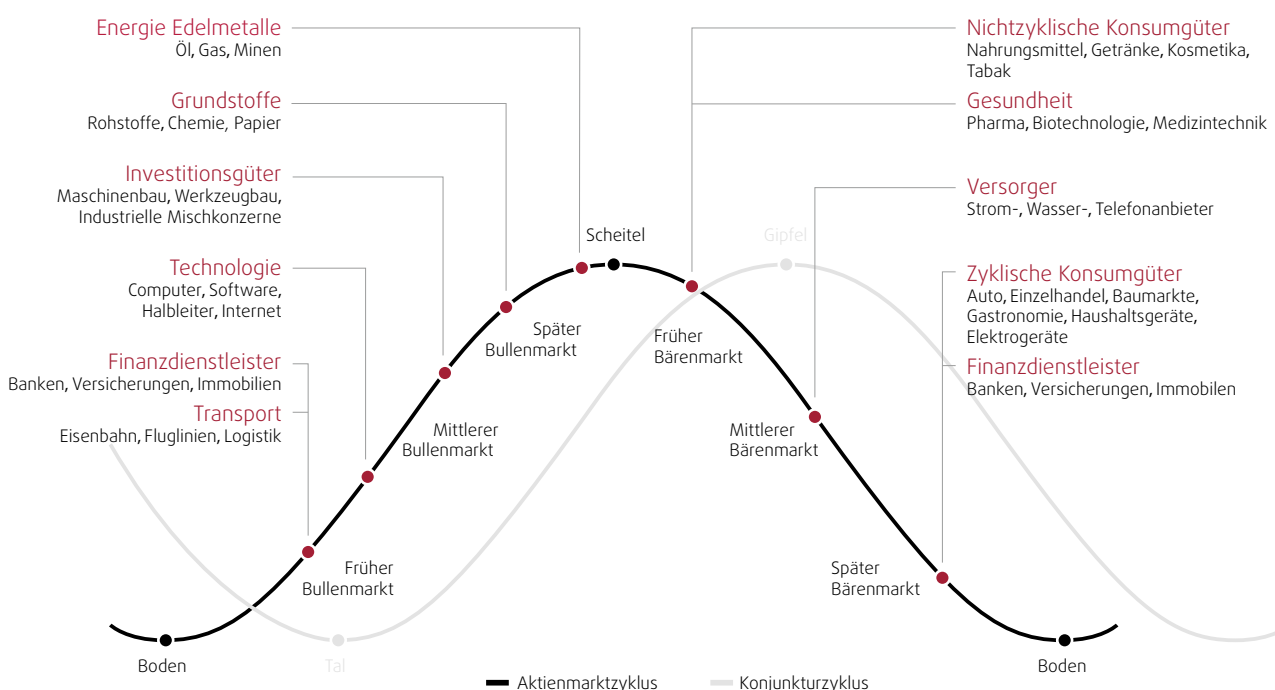 Energie Edelmetalle
Öl, Gas, Minen
Grundstoffe
Rohstoffe, Chemie, Papier
Investitionsgüter
Maschinenbau, Werkzeugbau,
Industrielle Mischkonzerne
Technologie
Computer, Software,
Halbleiter, Internet
Finanzdienstleister
Banken, Versicherungen, Immobilien
Transport
Eisenbahn, Fluglinien, Logistik
Nichtzyklische Konsumgüter
Nahrungsmittel, Getränke, Kosmetika,
Tabak
Gesundheit
Pharma, Biotechnologie, Medizintechnik
Versorger
Strom-, Wasser-, Telefonanbieter
Zyklische Konsumgüter
Auto, Einzelhandel, Baumarkte,
Gastronomie, Haushaltsgeräte,
Elektrogeräte
Finanzdienstleister
Banken, Versicherungen, Immobilen
Scheitel
Gipfel
Später
Bullenmarkt
Früher
Bärenmarkt
Mittlerer
Bullenmarkt
Mittlerer
Bärenmarkt
Früher
Bullenmarkt
Später
Bärenmarkt
Boden
Tal
Boden
Aktienmarktzyklus
Konjunkturzyklus